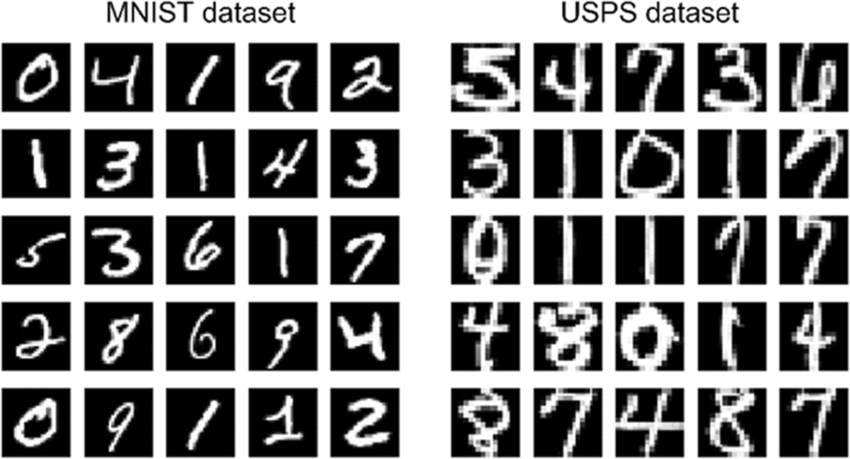 MNIST dataset USPS dataset
0 4 1 9 2 5 4 7 3 6
1 3 1 4 3 3 1 0 1 7
5 3 6 1 7 0 1 1 7 7
2 8 6 9 4 4 8 0 1 4
0 9 1 1 2 8 7 4 8 7